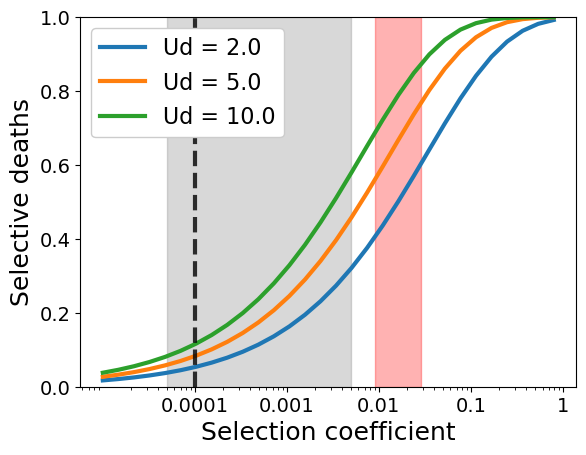 Ud = 2.0
Ud = 5.0
Ud = 10.0
Selective deaths
1.0
0.8
0.6
0.4
0.2
0.0
0.0001 0.001 0.01 0.1 1
Selection coefficient